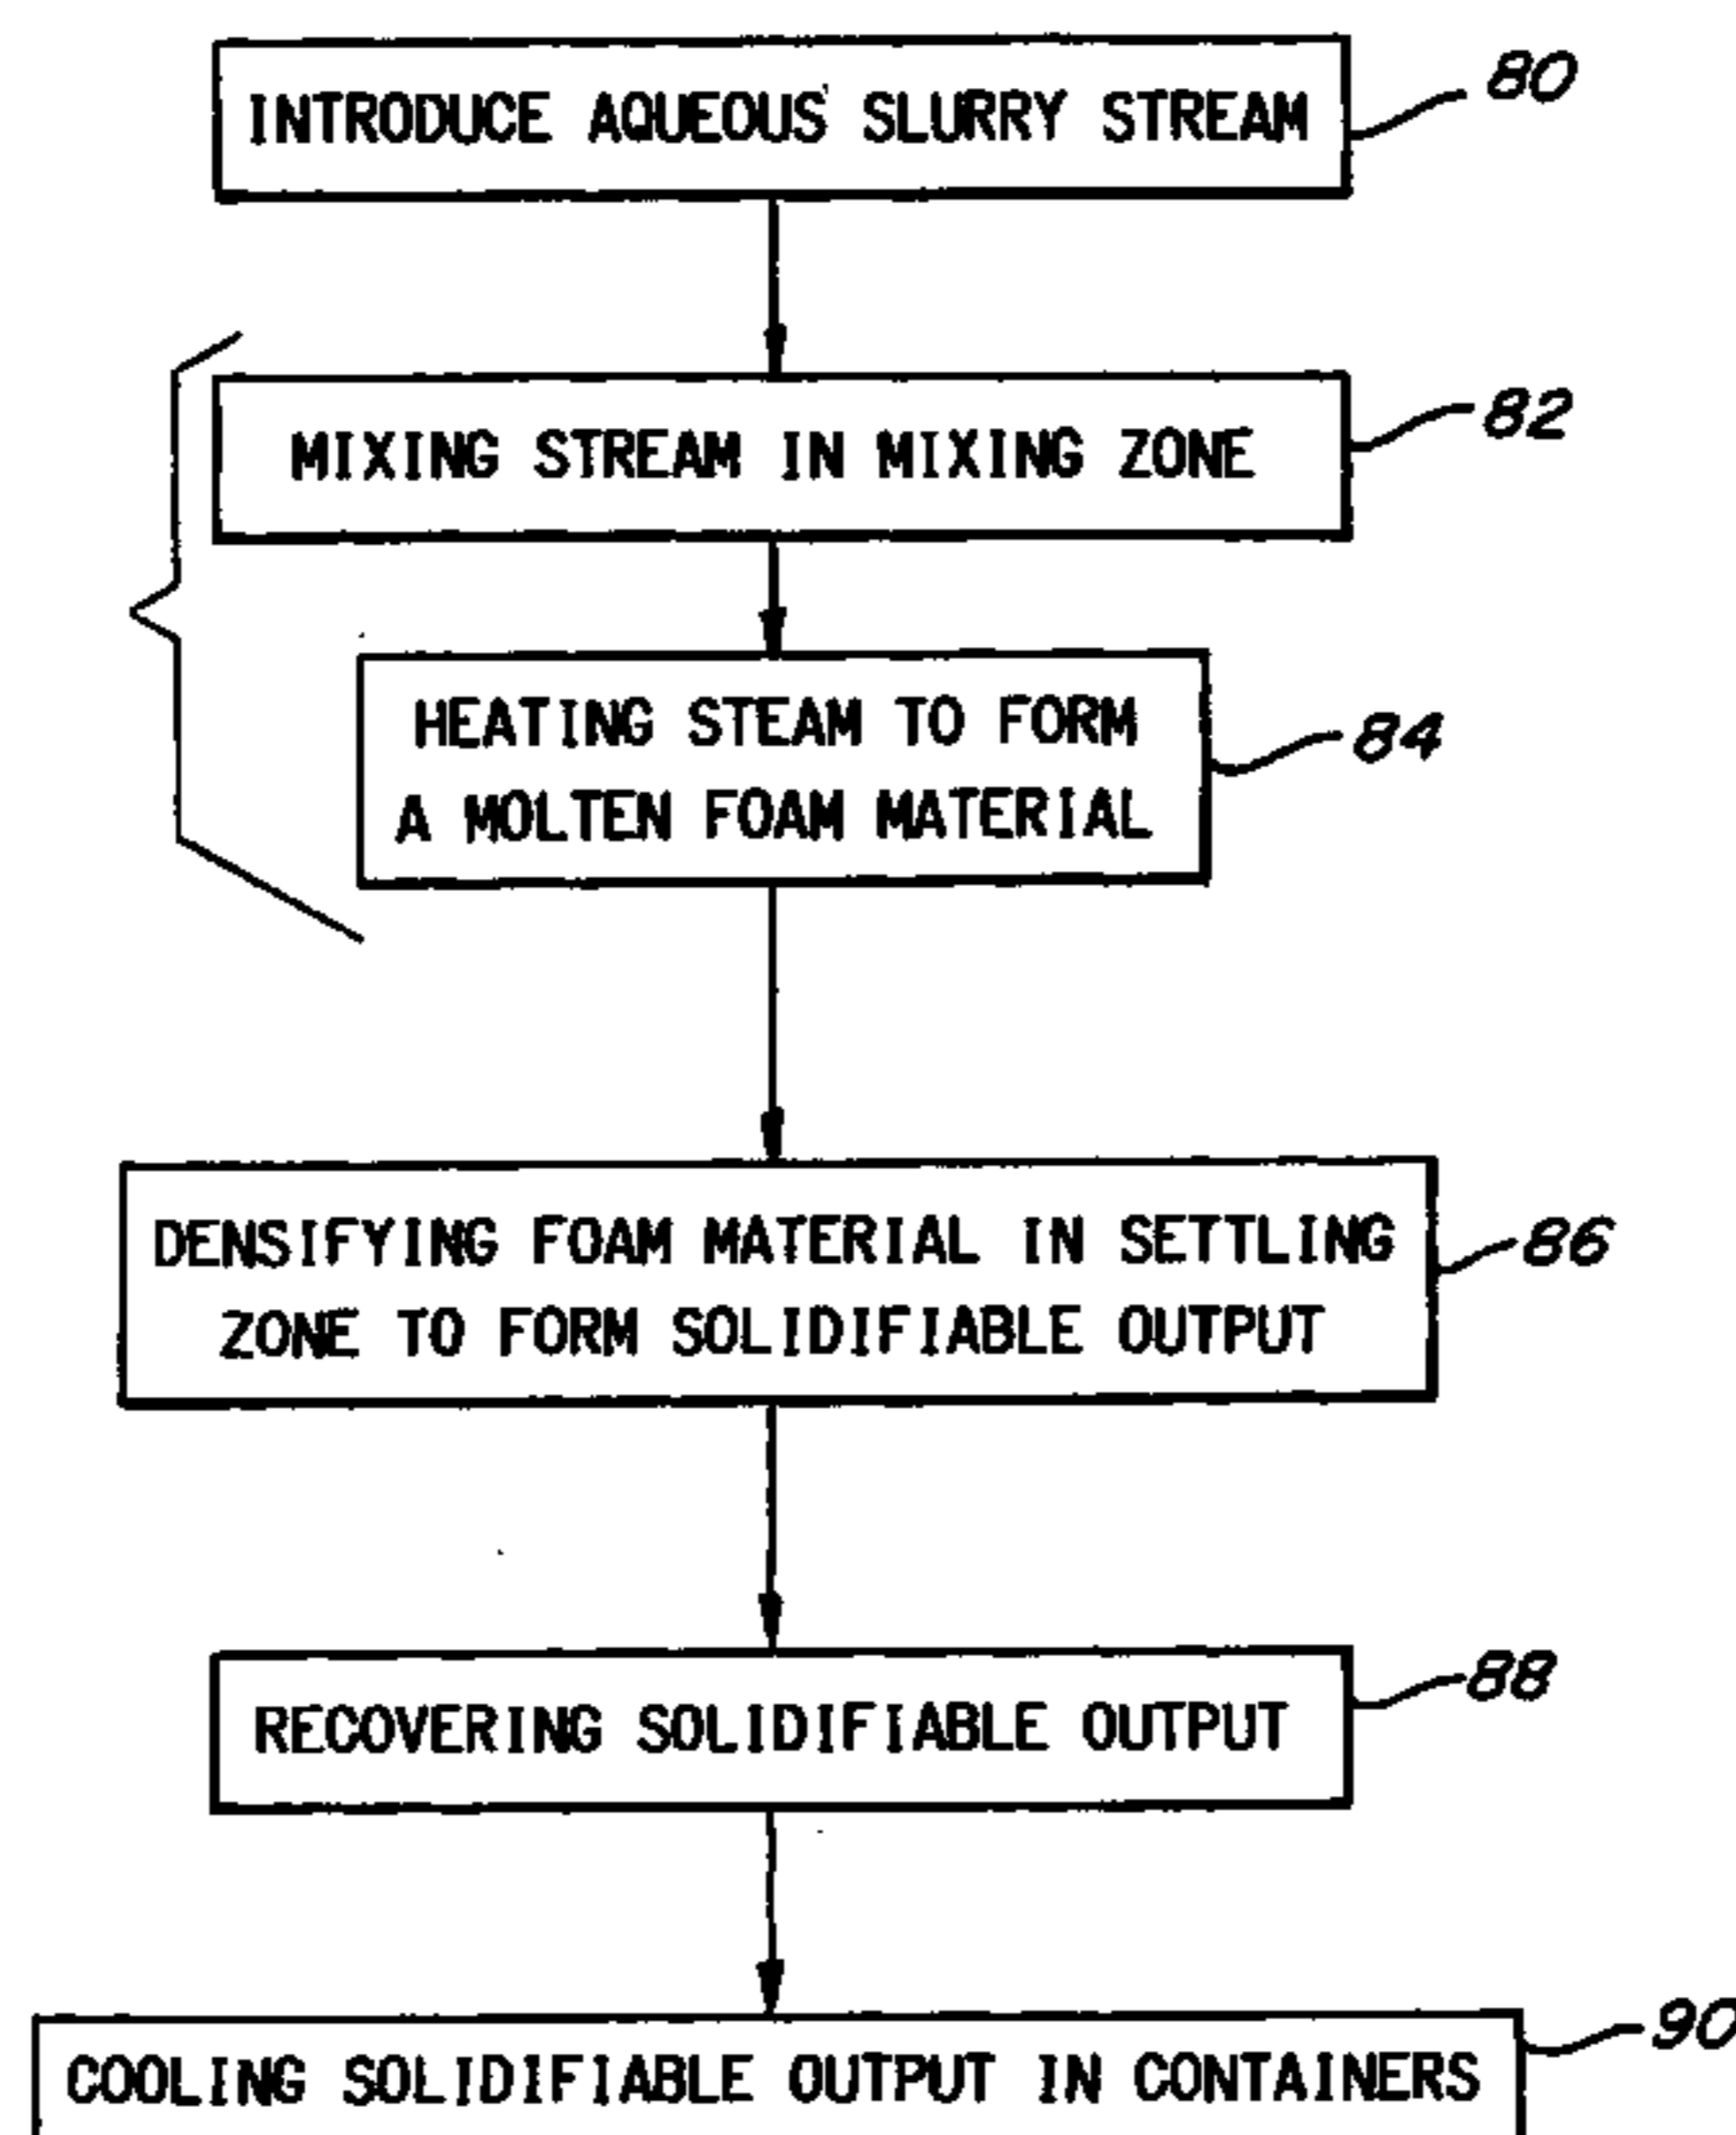 INTRODUCE AQUEOUS SLURRY STREAM
80
MIXING STREAM IN MIXING ZONE
82
HEATING STEAM TO FORM
A MOLTEN FOAM MATERIAL
84
DENSIFYING FOAM MATERIAL IN SETTLING
ZONE TO FORM SOLIDIFIABLE OUTPUT
86
RECOVERING SOLIDIFIABLE OUTPUT
88
COOLING SOLIDIFIABLE OUTPUT IN CONTAINERS
90